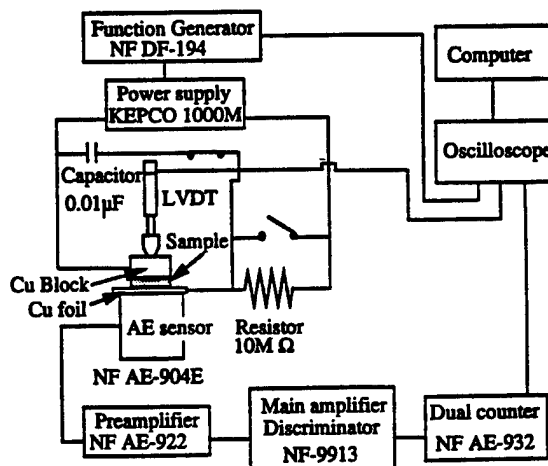 Function Generator
NF DF-194
Computer
Power supply
KEPCO 1000M
Oscilloscope
Capacitor
0.01μF
LVDT
Sample
Cu Block
Cu foil
AE sensor
Resistor
10M Ω
NF AE-904E
Preamplifier
NF AE-922
Main amplifier
Discriminator
NF-9913
Dual counter
NF AE-932